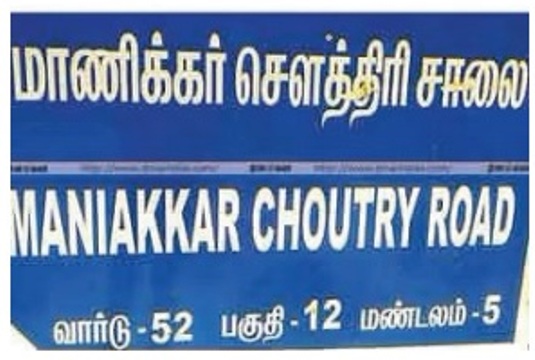 மாணிக்கர் சௌத்திரி சாலை
MANIAKKAR CHOUTRY ROAD
வார்டு - 52 பகுதி - 12 மண்டலம் - 5